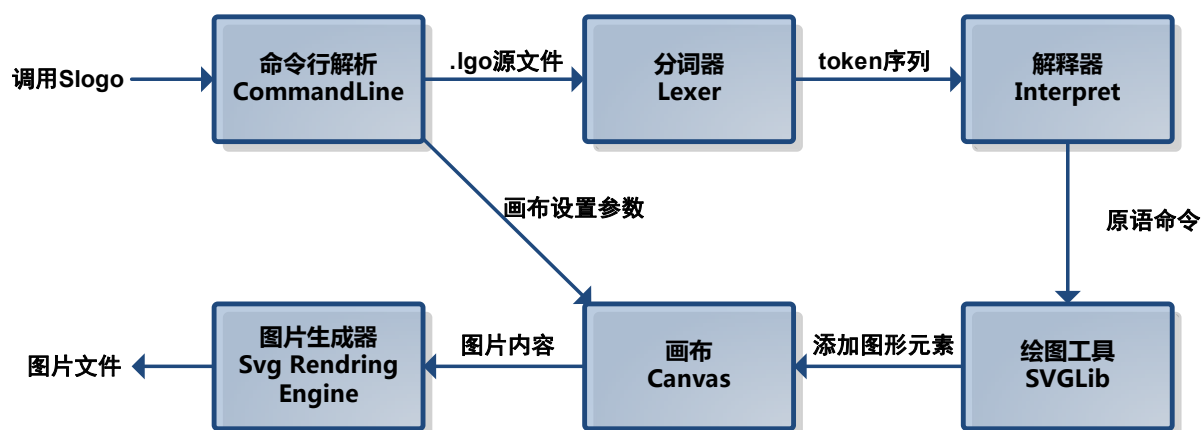 调用Slogo
命令行解析
CommandLine
.lgo源文件
分词器
Lexer
token序列
解释器
Interpret
画布设置参数
原语命令
图片文件
图片生成器
Svg Rendring
Engine
图片内容
画布
Canvas
添加图形元素
绘图工具
SVGLib